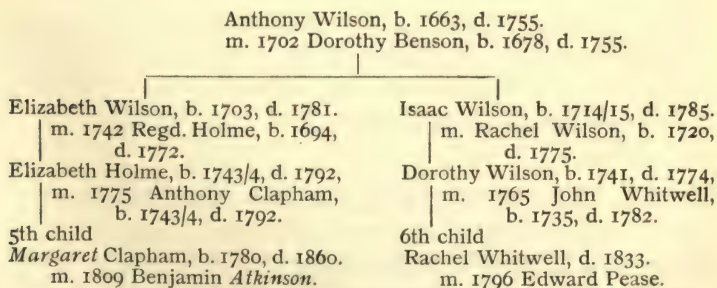 Anthony Wilson, b. 1663, d. 1755.
m. 1702 Dorothy Benson, b. 1678, d. 1755.
Elizabeth Wilson, b. 1703, d. 1781.
m. 1742 Regd. Holme, b. 1694,
d. 1772.
Elizabeth Holme, b. 1743/4, d. 1792,
m. 1775 Anthony Clapham,
b. 1743/4, d. 1792.
5th child
Margaret Clapham, b. 1780, d. 1860.
m. 1809 Benjamin Atkinson.
Isaac Wilson, b. 1714/15, d. 1785.
m. Rachel Wilson, b. 1720,
d. 1775.
Dorothy Wilson, b. 1741, d. 1774,
m. 1765 John Whitwell,
b. 1735, d. 1782.
6th child
Rachel Whitwell, d. 1833.
m. 1796 Edward Pease.